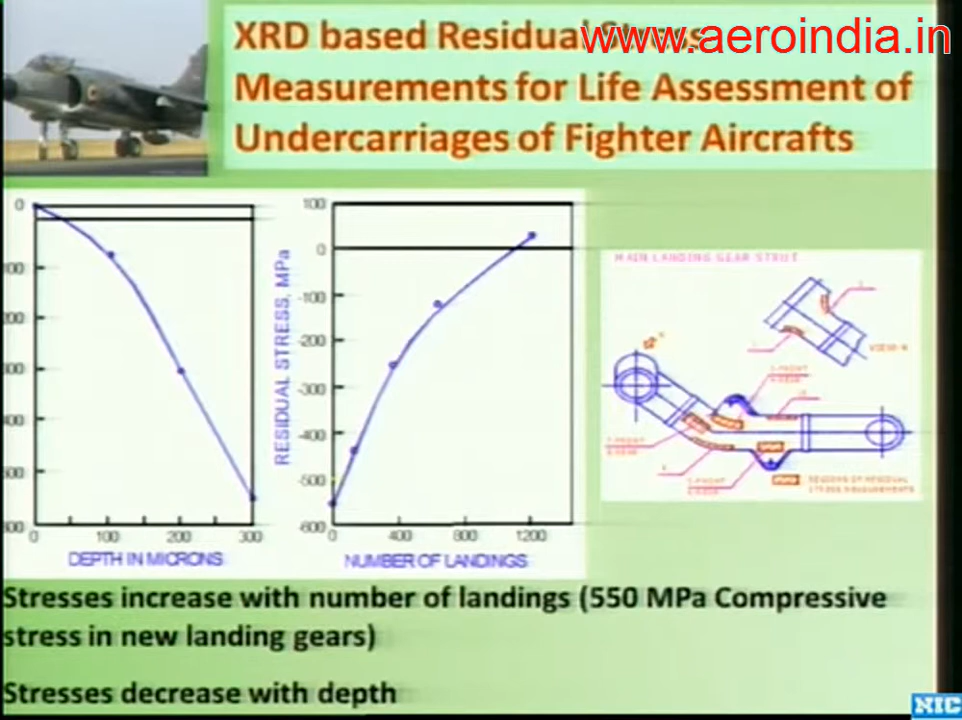 www.aeroindia.in
XRD based Residual Stress
Measurements for Life Assessment of
Undercarriages of Fighter Aircrafts
0
100
200
300
400
500
600
0
100
200
300
DEPTH IN MICRONS
RESIDUAL STRESS, MPa
100
0
-100
-200
-300
-400
-500
-600
0
400
800
1200
NUMBER OF LANDINGS
MAIN LANDING GEAR STRUT
VIEW-A
REGIONS OF RESIDUAL
STRESS MEASUREMENTS
Stresses increase with number of landings (550 MPa Compressive
stress in new landing gears)
Stresses decrease with depth
NIC